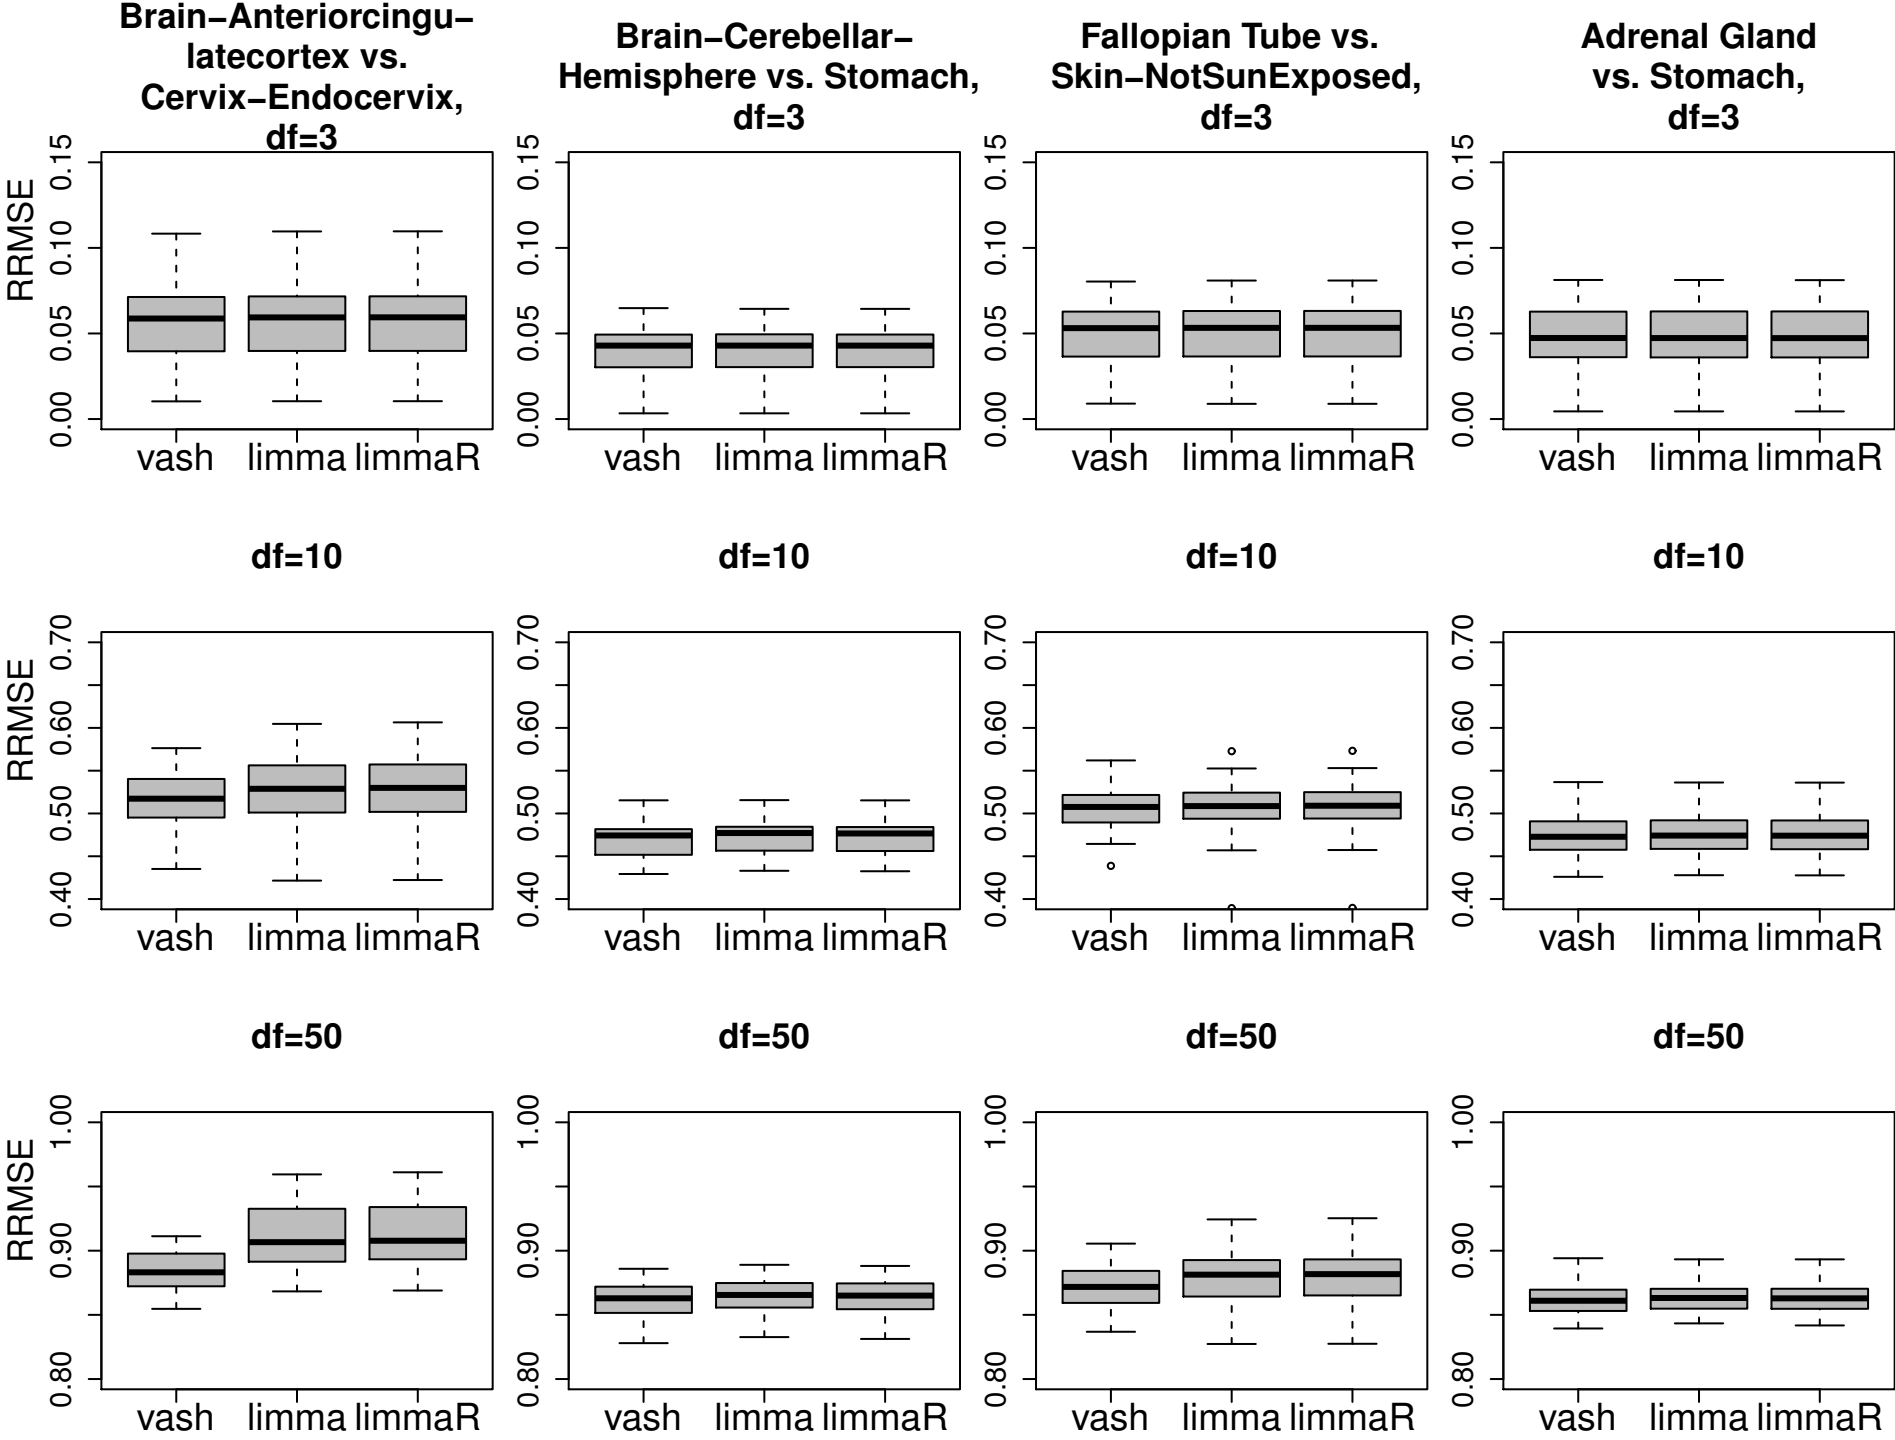 Brain−Anteriorcingu−
latecortex vs.
Cervix−Endocervix,
df=3
Brain−Cerebellar−
Hemisphere vs. Stomach,
df=3
Fallopian Tube vs.
Skin−NotSunExposed,
df=3
Adrenal Gland
vs. Stomach,
df=3
RRMSE
0.00 0.05 0.10 0.15
vash limma limmaR
0.00 0.05 0.10 0.15
vash limma limmaR
0.00 0.05 0.10 0.15
vash limma limmaR
0.00 0.05 0.10 0.15
vash limma limmaR
df=10
df=10
df=10
df=10
RRMSE
0.40 0.50 0.60 0.70
vash limma limmaR
0.40 0.50 0.60 0.70
vash limma limmaR
0.40 0.50 0.60 0.70
vash limma limmaR
0.40 0.50 0.60 0.70
vash limma limmaR
df=50
df=50
df=50
df=50
RRMSE
0.80 0.90 1.00
vash limma limmaR
0.80 0.90 1.00
vash limma limmaR
0.80 0.90 1.00
vash limma limmaR
0.80 0.90 1.00
vash limma limmaR